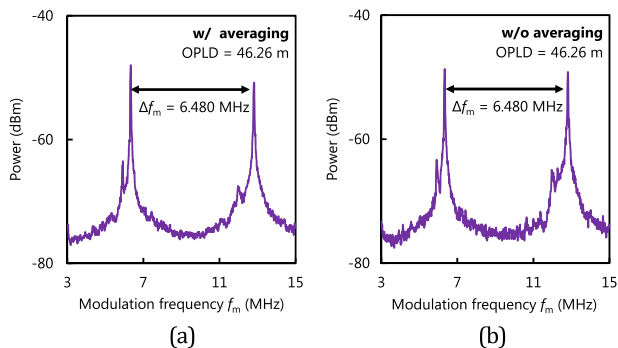 -40
w/ averaging
OPLD = 46.26 m
Δfm = 6.480 MHz
-60
-80
Power (dBm)
3 7 11 15
Modulation frequency fm (MHz)
(a)
-40
w/o averaging
OPLD = 46.26 m
Δfm = 6.480 MHz
-60
-80
Power (dBm)
3 7 11 15
Modulation frequency fm (MHz)
(b)